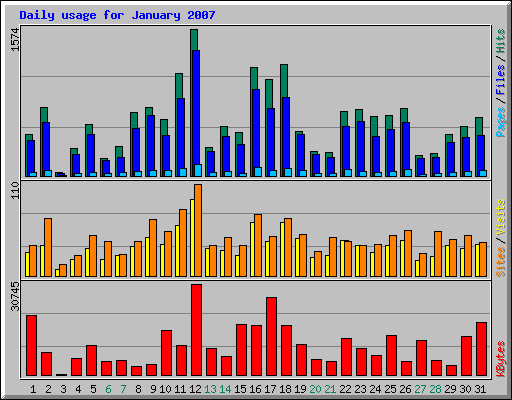 Daily usage for January 2007
1574
Pages / Files / Hits
110
Sites / Visits
30745
KBytes
1 2 3 4 5 6 7 8 9 10 11 12 13 14 15 16 17 18 19 20 21 22 23 24 25 26 27 28 29 30 31